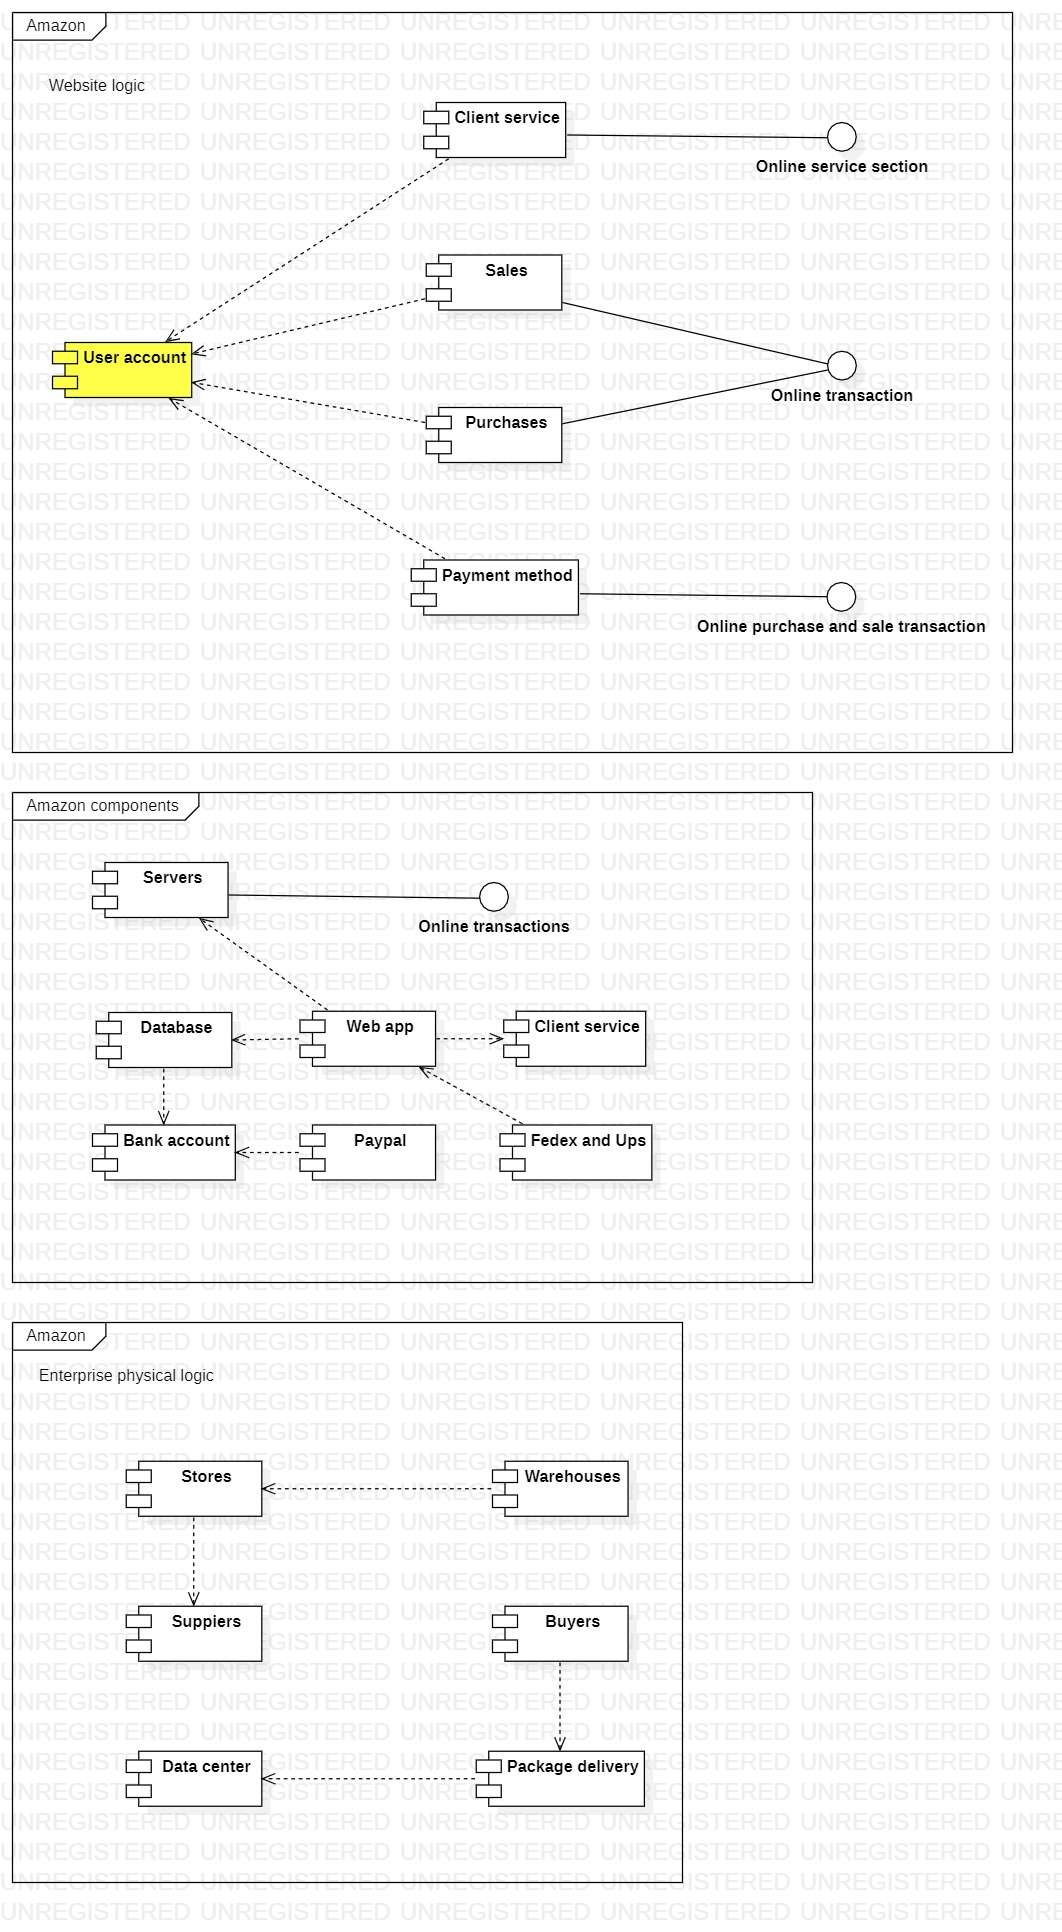 Amazon
Website logic
Client service
Online service section
Sales
User account
Online transaction
Purchases
Payment method
Online purchase and sale transaction
Amazon components
Servers
Online transactions
Database
Web app
Client service
Bank account
Paypal
Fedex and Ups
Amazon
Enterprise physical logic
Stores
Warehouses
Suppiers
Buyers
Data center
Package delivery
UNREGISTERED